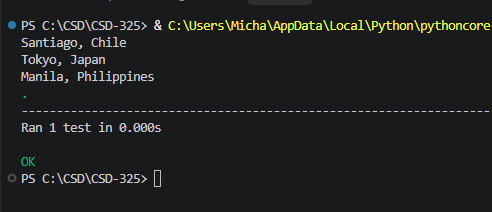 PS C:\CSD\CSD-325> & C:\Users\Micha\AppData\Local\Python\pythoncore
Santiago, Chile
Tokyo, Japan
Manila, Philippines
.
----------------------------------------------------------------------
Ran 1 test in 0.000s
OK
PS C:\CSD\CSD-325>